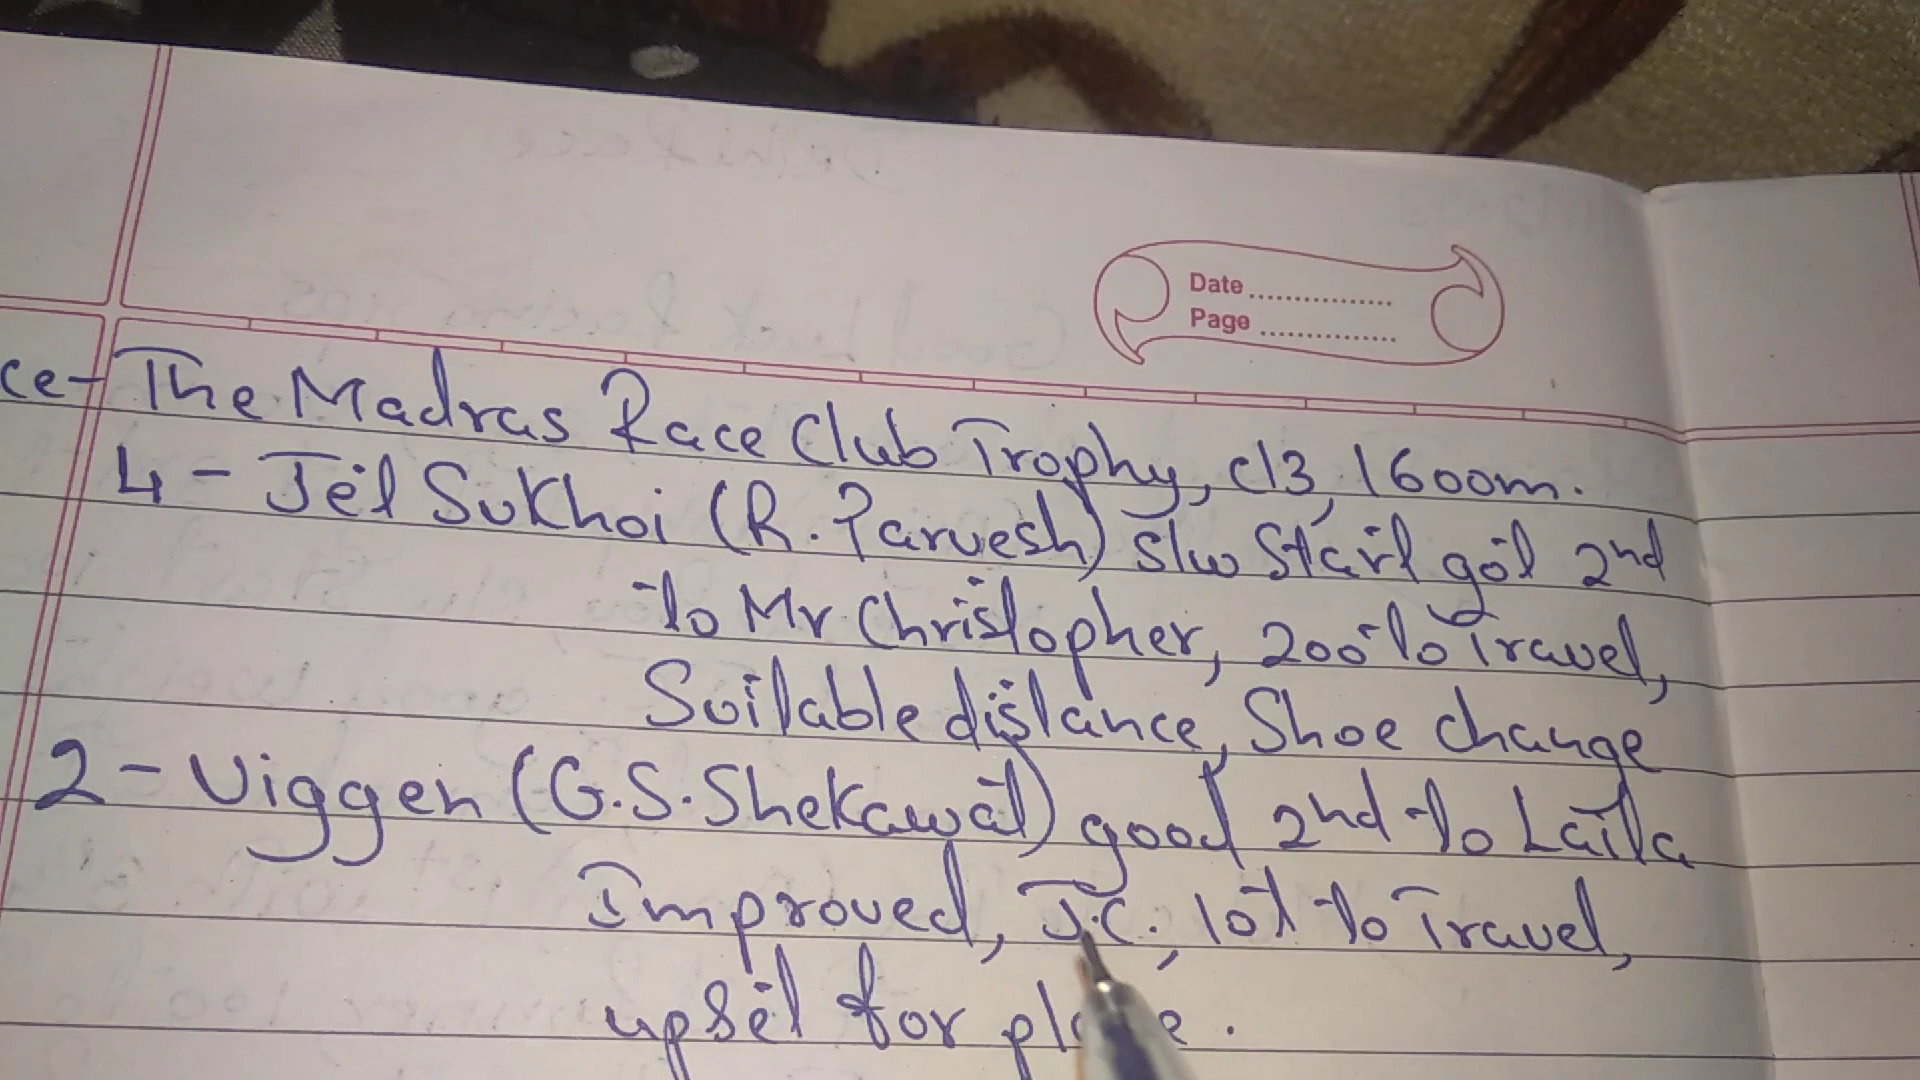 Date ...............
Page ...............
ce- The Madras Race Club Trophy, cl3, 1600m.
4 - Jet Sukhoi (R. Parvesh) slw Start got 2nd
to Mr Christopher, 200 to Travel,
Suitable distance, Shoe change
2 - Viggen (G.S. Shekawat) good 2nd to Laila
Improved, J.C., lot to Travel,
upset for place.